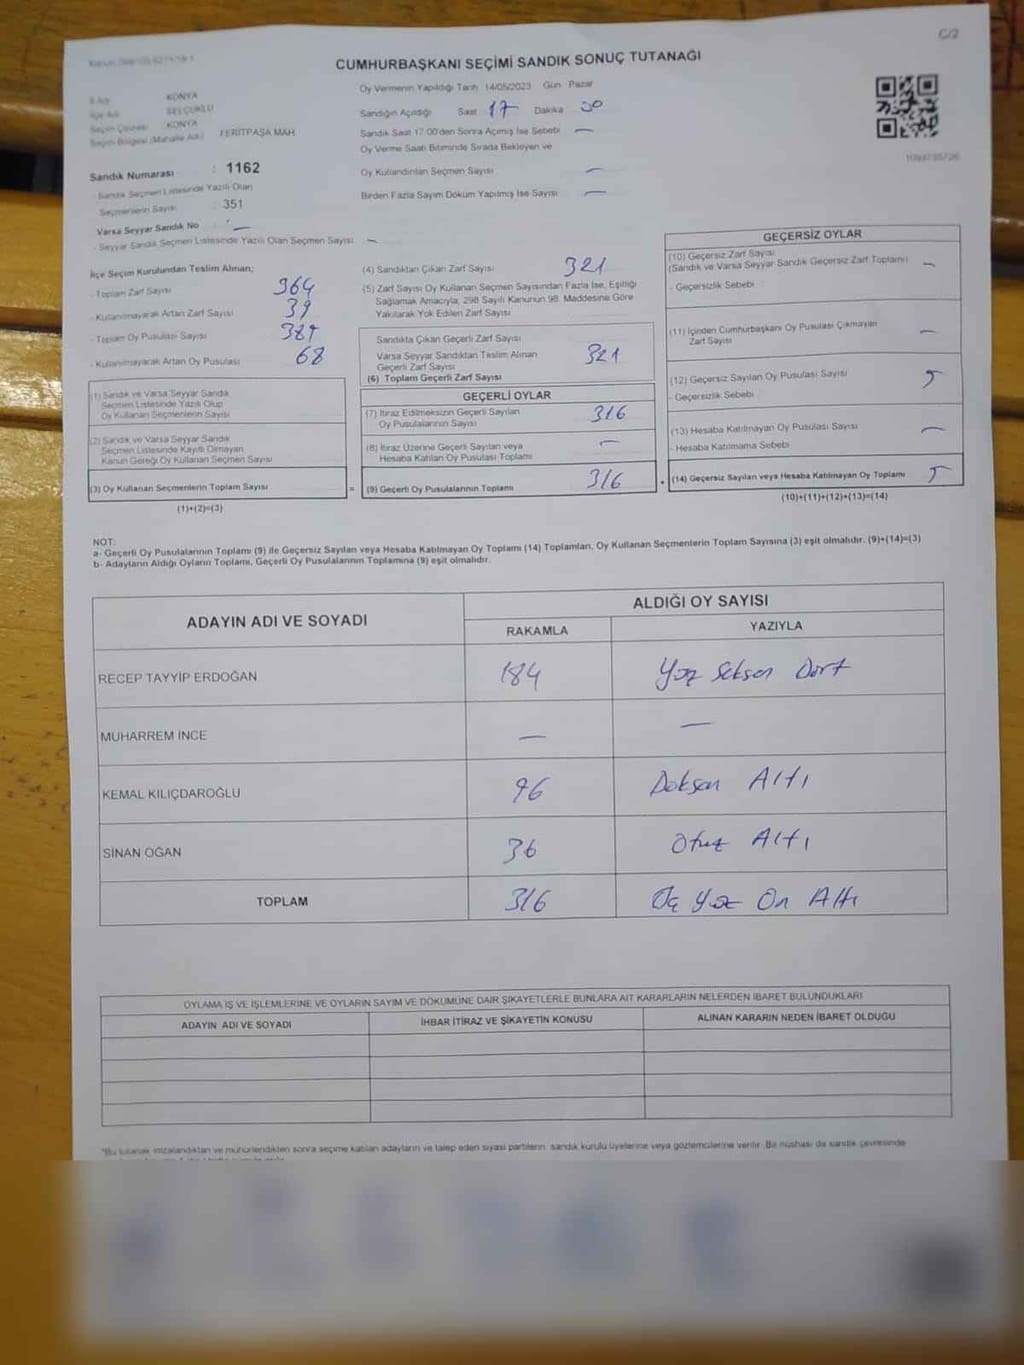 C/2
CUMHURBAŞKANI SEÇİMİ SANDIK SONUÇ TUTANAĞI
İl Adı KONYA
İlçe Adı SELÇUKLU
Seçim Çevresi KONYA
Seçim Bölgesi (Mahalle Adı) FERİTPAŞA MAH
Sandık Numarası : 1162
- Sandık Seçmen Listesinde Yazılı Olan
Seçmenlerin Sayısı : 351
Varsa Seyyar Sandık No : —
- Seyyar Sandık Seçmen Listesinde Yazılı Olan Seçmen Sayısı : —
Oy Vermenin Yapıldığı Tarih 14/05/2023 Gün Pazar
Sandığın Açıldığı Saat 17 Dakika 30
Sandık Saat 17:00'den Sonra Açılmış İse Sebebi —
Oy Verme Saati Bitiminde Sırada Bekleyen ve
Oy Kullandırılan Seçmen Sayısı —
Birden Fazla Sayım Döküm Yapılmış İse Sayısı —
İlçe Seçim Kurulundan Teslim Alınan;
- Toplam Zarf Sayısı 364
- Kullanılmayarak Artan Zarf Sayısı 39
- Toplam Oy Pusulası Sayısı
- Kullanılmayarak Artan Oy Pusulası 68
(1) Sandık ve Varsa Seyyar Sandık
Seçmen Listesinde Yazılı Olup
Oy Kullanan Seçmenlerin Sayısı
(2) Sandık ve Varsa Seyyar Sandık
Seçmen Listesinde Kayıtlı Olmayan
Kanun Gereği Oy Kullanan Seçmen Sayısı
(3) Oy Kullanan Seçmenlerin Toplam Sayısı =
(1)+(2)=(3)
(4) Sandıktan Çıkan Zarf Sayısı 321
(5) Zarf Sayısı Oy Kullanan Seçmen Sayısından Fazla İse, Eşitliği
Sağlamak Amacıyla, 298 Sayılı Kanunun 98. Maddesine Göre
Yakılarak Yok Edilen Zarf Sayısı
Sandıkta Çıkan Geçerli Zarf Sayısı
Varsa Seyyar Sandıktan Teslim Alınan
Geçerli Zarf Sayısı
(6) Toplam Geçerli Zarf Sayısı 321
GEÇERLİ OYLAR
(7) İtiraz Edilmeksizin Geçerli Sayılan
Oy Pusulalarının Sayısı 316
(8) İtiraz Üzerine Geçerli Sayılan veya
Hesaba Katılan Oy Pusulası Toplamı —
(9) Geçerli Oy Pusulalarının Toplamı 316 +
GEÇERSİZ OYLAR
(10) Geçersiz Zarf Sayısı
(Sandık ve Varsa Seyyar Sandık Geçersiz Zarf Toplamı) —
- Geçersizlik Sebebi
(11) İçinden Cumhurbaşkanı Oy Pusulası Çıkmayan
Zarf Sayısı —
(12) Geçersiz Sayılan Oy Pusulası Sayısı 5
- Geçersizlik Sebebi
(13) Hesaba Katılmayan Oy Pusulası Sayısı —
- Hesaba Katılmama Sebebi
(14) Geçersiz Sayılan veya Hesaba Katılmayan Oy Toplamı 5
(10)+(11)+(12)+(13)=(14)
NOT:
a- Geçerli Oy Pusulalarının Toplamı (9) ile Geçersiz Sayılan veya Hesaba Katılmayan Oy Toplamı (14) Toplamları, Oy Kullanan Seçmenlerin Toplam Sayısına (3) eşit olmalıdır. (9)+(14)=(3)
b- Adayların Aldığı Oyların Toplamı, Geçerli Oy Pusulalarının Toplamına (9) eşit olmalıdır.
ADAYIN ADI VE SOYADI ALDIĞI OY SAYISI
RAKAMLA YAZIYLA
RECEP TAYYİP ERDOĞAN 184 Yüz Seksen Dört
MUHARREM İNCE — —
KEMAL KILIÇDAROĞLU 96 Doksan Altı
SİNAN OĞAN 36 Otuz Altı
TOPLAM 316 Üç Yüz On Altı
OYLAMA İŞ VE İŞLEMLERİNE VE OYLARIN SAYIM VE DÖKÜMÜNE DAİR ŞİKAYETLERLE BUNLARA AİT KARARLARIN NELERDEN İBARET BULUNDUKLARI
ADAYIN ADI VE SOYADI İHBAR İTİRAZ VE ŞİKAYETİN KONUSU ALINAN KARARIN NEDEN İBARET OLDUĞU
*Bu tutanak imzalandıktan ve mühürlendikten sonra seçime katılan adayların ve talep eden siyasi partilerin sandık kurulu üyelerine veya gözlemcilerine verilir. Bir nüshası da sandık çevresinde